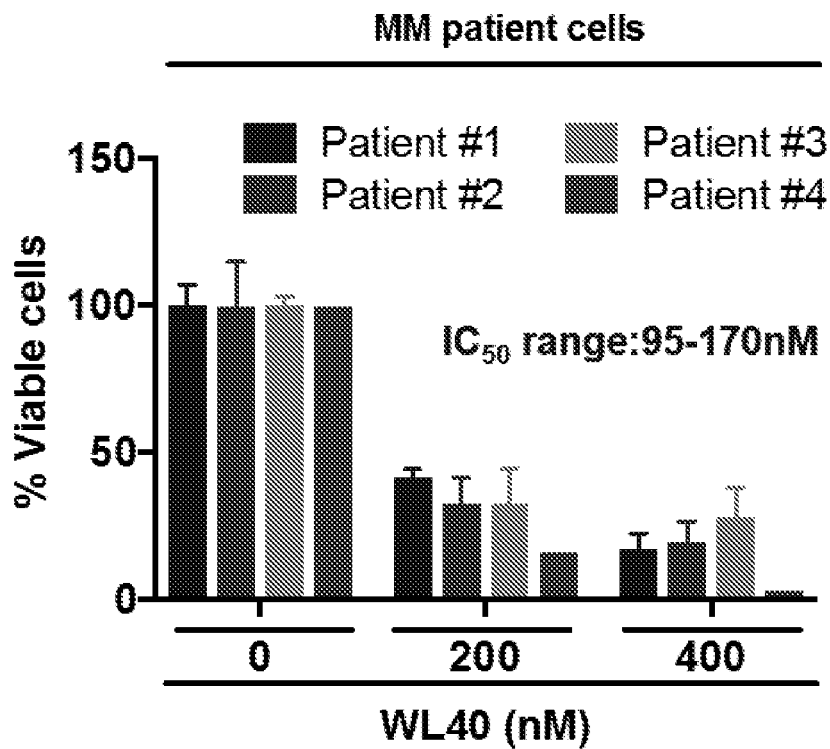 MM patient cells
Patient #1
Patient #3
Patient #2
Patient #4
150
100
50
0
% Viable cells
IC50 range:95-170nM
0 200 400
WL40 (nM)